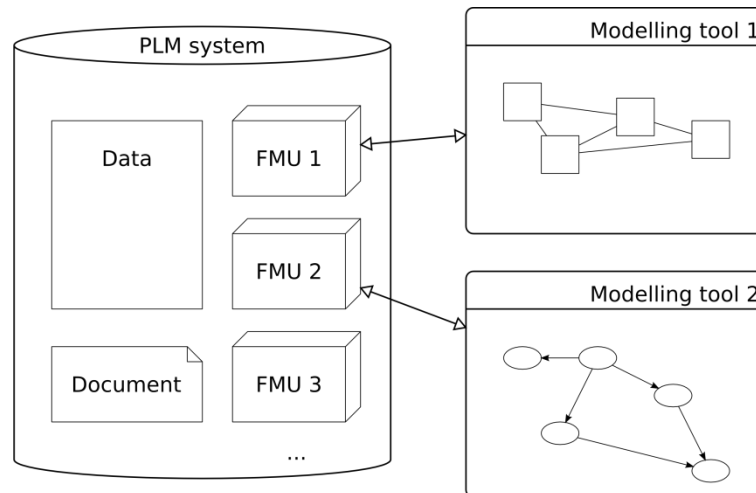 PLM system
Data
FMU 1
FMU 2
Document
FMU 3
...
Modelling tool 1
Modelling tool 2